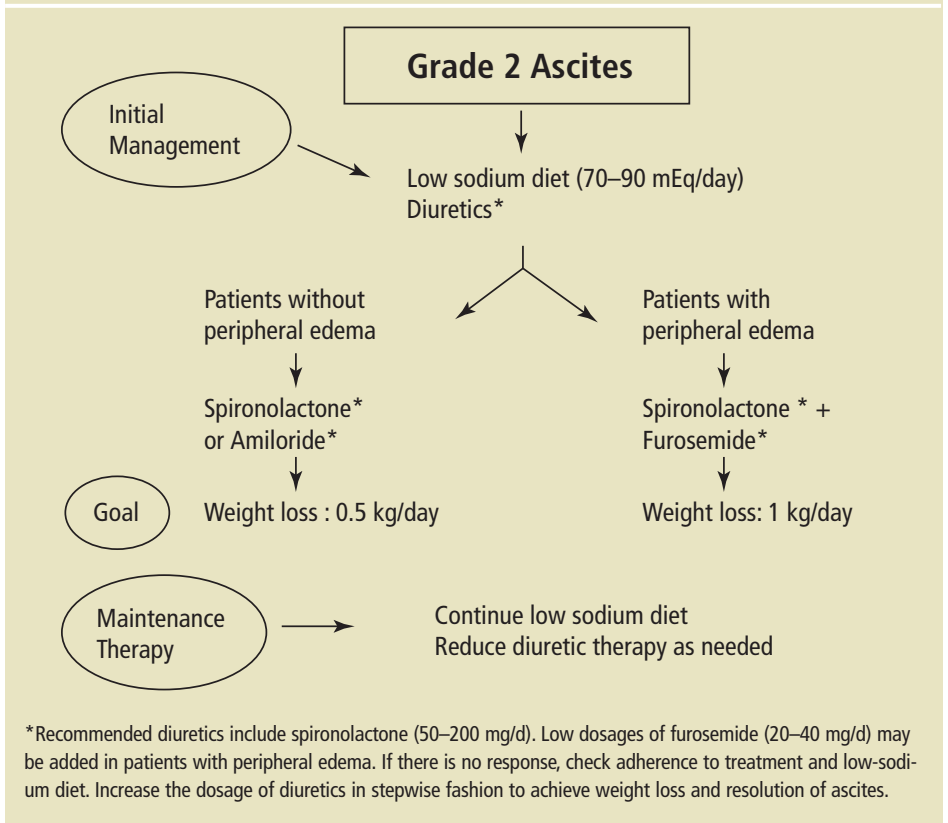 Grade 2 Ascites
Initial
Management
Low sodium diet (70–90 mEq/day)
Diuretics*
Patients without
peripheral edema
Patients with
peripheral edema
Spironolactone*
or Amiloride*
Spironolactone * +
Furosemide*
Goal
Weight loss : 0.5 kg/day
Weight loss: 1 kg/day
Maintenance
Therapy
Continue low sodium diet
Reduce diuretic therapy as needed
*Recommended diuretics include spironolactone (50–200 mg/d). Low dosages of furosemide (20–40 mg/d) may
be added in patients with peripheral edema. If there is no response, check adherence to treatment and low-sodi-
um diet. Increase the dosage of diuretics in stepwise fashion to achieve weight loss and resolution of ascites.